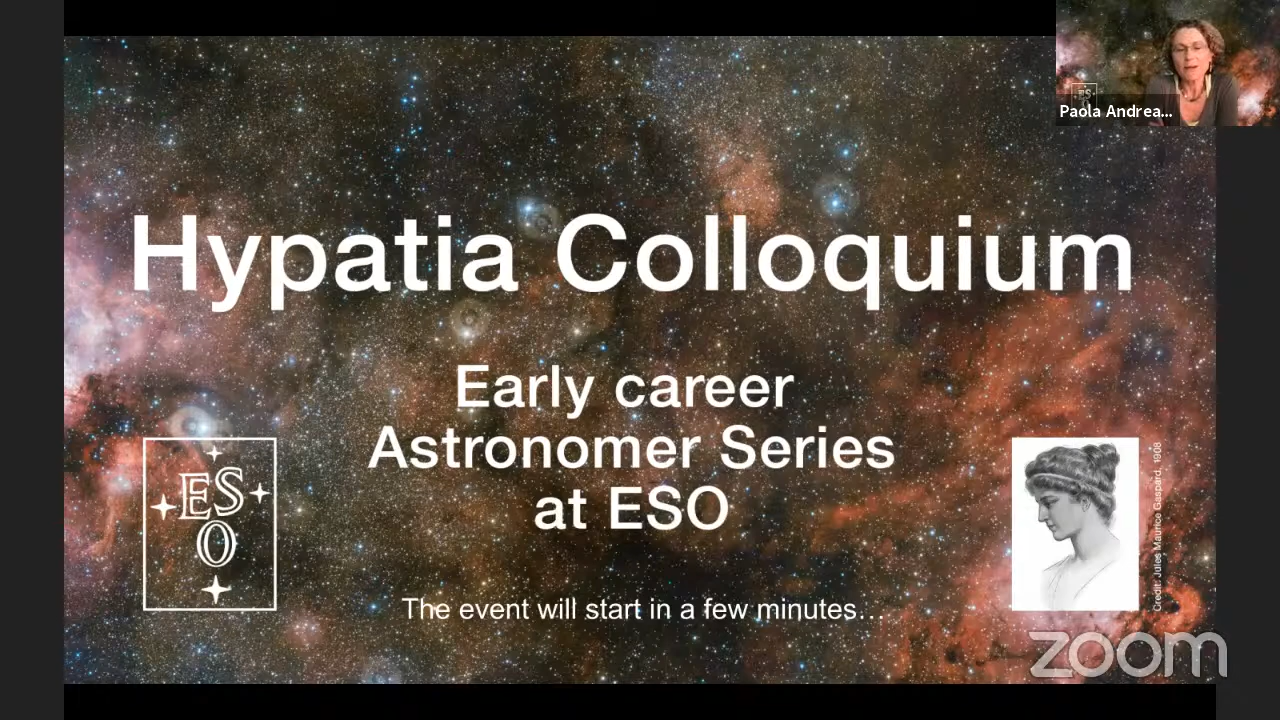 Paola Andrea...
Hypatia Colloquium
Early career
Astronomer Series
at ESO
ES
O
Credit: Jules Maurice Gaspard, 1908
The event will start in a few minutes...
zoom